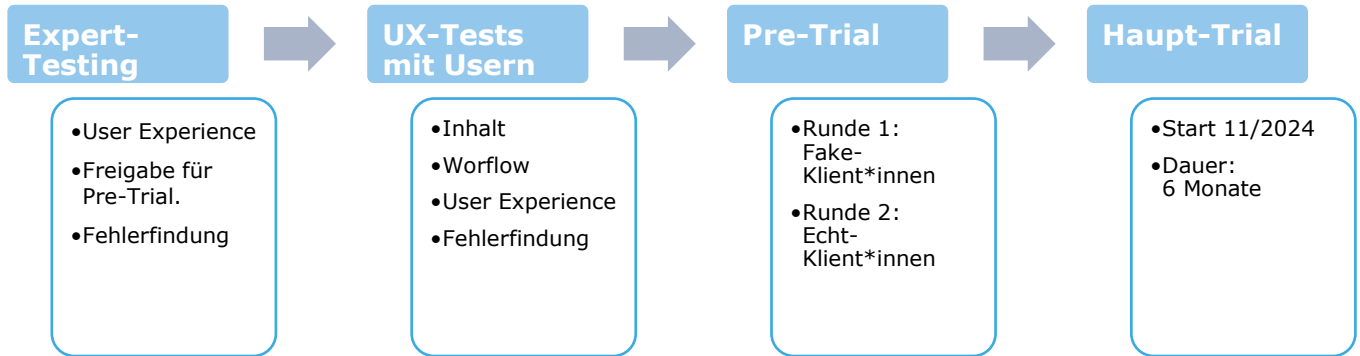 Expert-
Testing
•User Experience
•Freigabe für
Pre-Trial.
•Fehlerfindung
UX-Tests
mit Usern
•Inhalt
•Worflow
•User Experience
•Fehlerfindung
Pre-Trial
•Runde 1:
Fake-
Klient*innen
•Runde 2:
Echt-
Klient*innen
Haupt-Trial
•Start 11/2024
•Dauer:
6 Monate